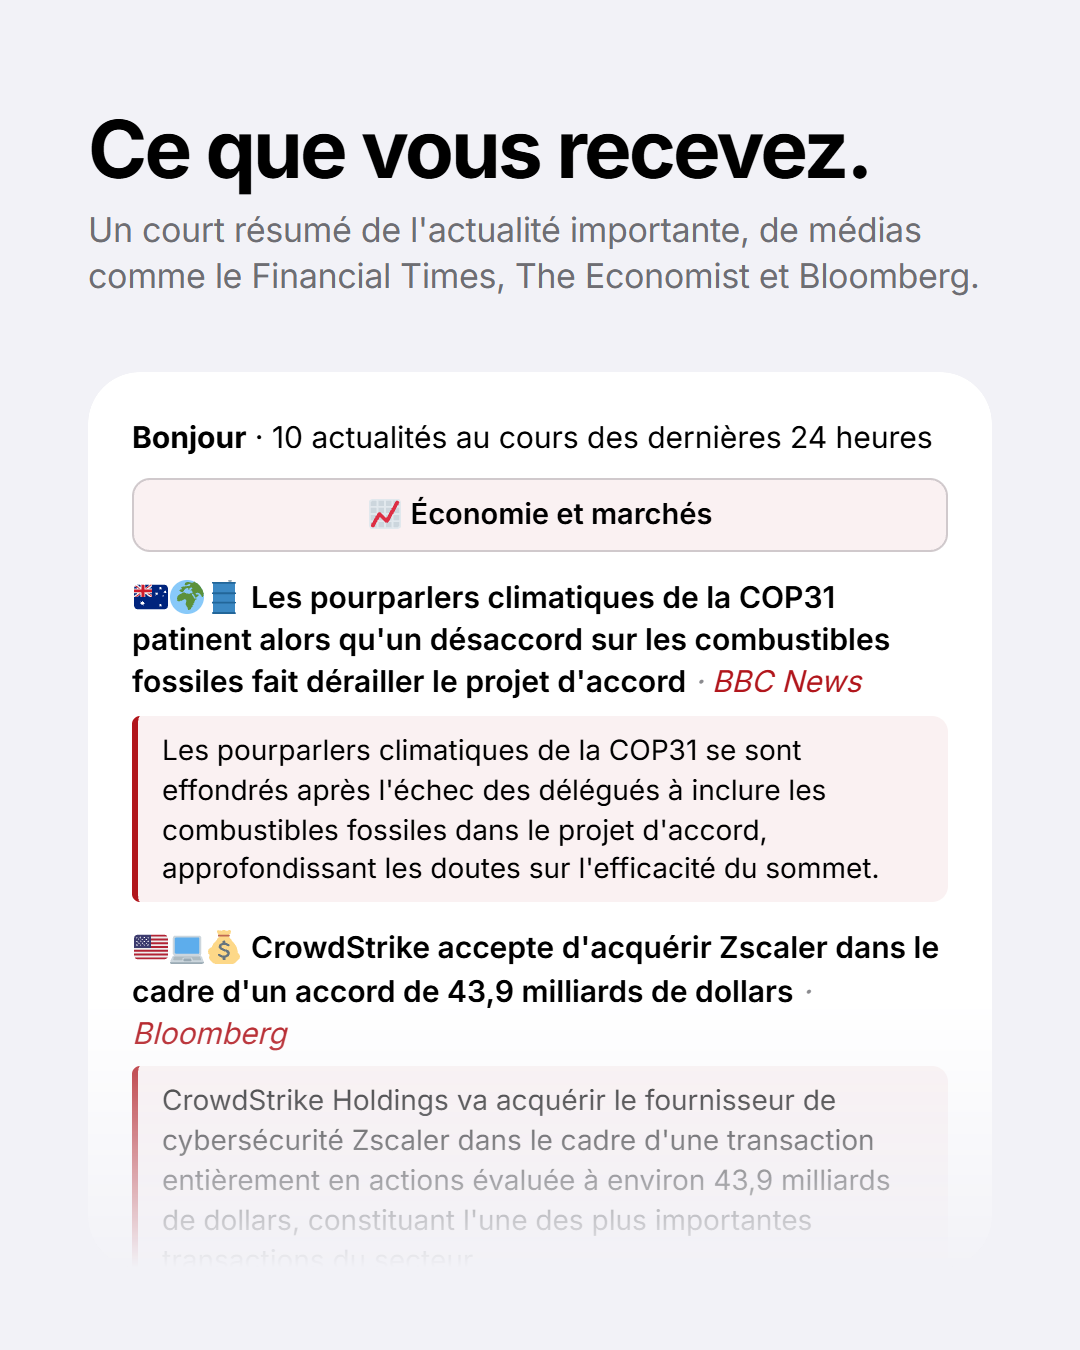 Ce que vous recevez.
Un court résumé de l'actualité importante, de médias
comme le Financial Times, The Economist et Bloomberg.
Bonjour · 10 actualités au cours des dernières 24 heures
📈 Économie et marchés
🇦🇺🌍🛢️ Les pourparlers climatiques de la COP31
patinent alors qu'un désaccord sur les combustibles
fossiles fait dérailler le projet d'accord · BBC News
Les pourparlers climatiques de la COP31 se sont
effondrés après l'échec des délégués à inclure les
combustibles fossiles dans le projet d'accord,
approfondissant les doutes sur l'efficacité du sommet.
🇺🇸💻💰 CrowdStrike accepte d'acquérir Zscaler dans le
cadre d'un accord de 43,9 milliards de dollars ·
Bloomberg
CrowdStrike Holdings va acquérir le fournisseur de
cybersécurité Zscaler dans le cadre d'une transaction
entièrement en actions évaluée à environ 43,9 milliards
de dollars, constituant l'une des plus importantes
transactions du secteur